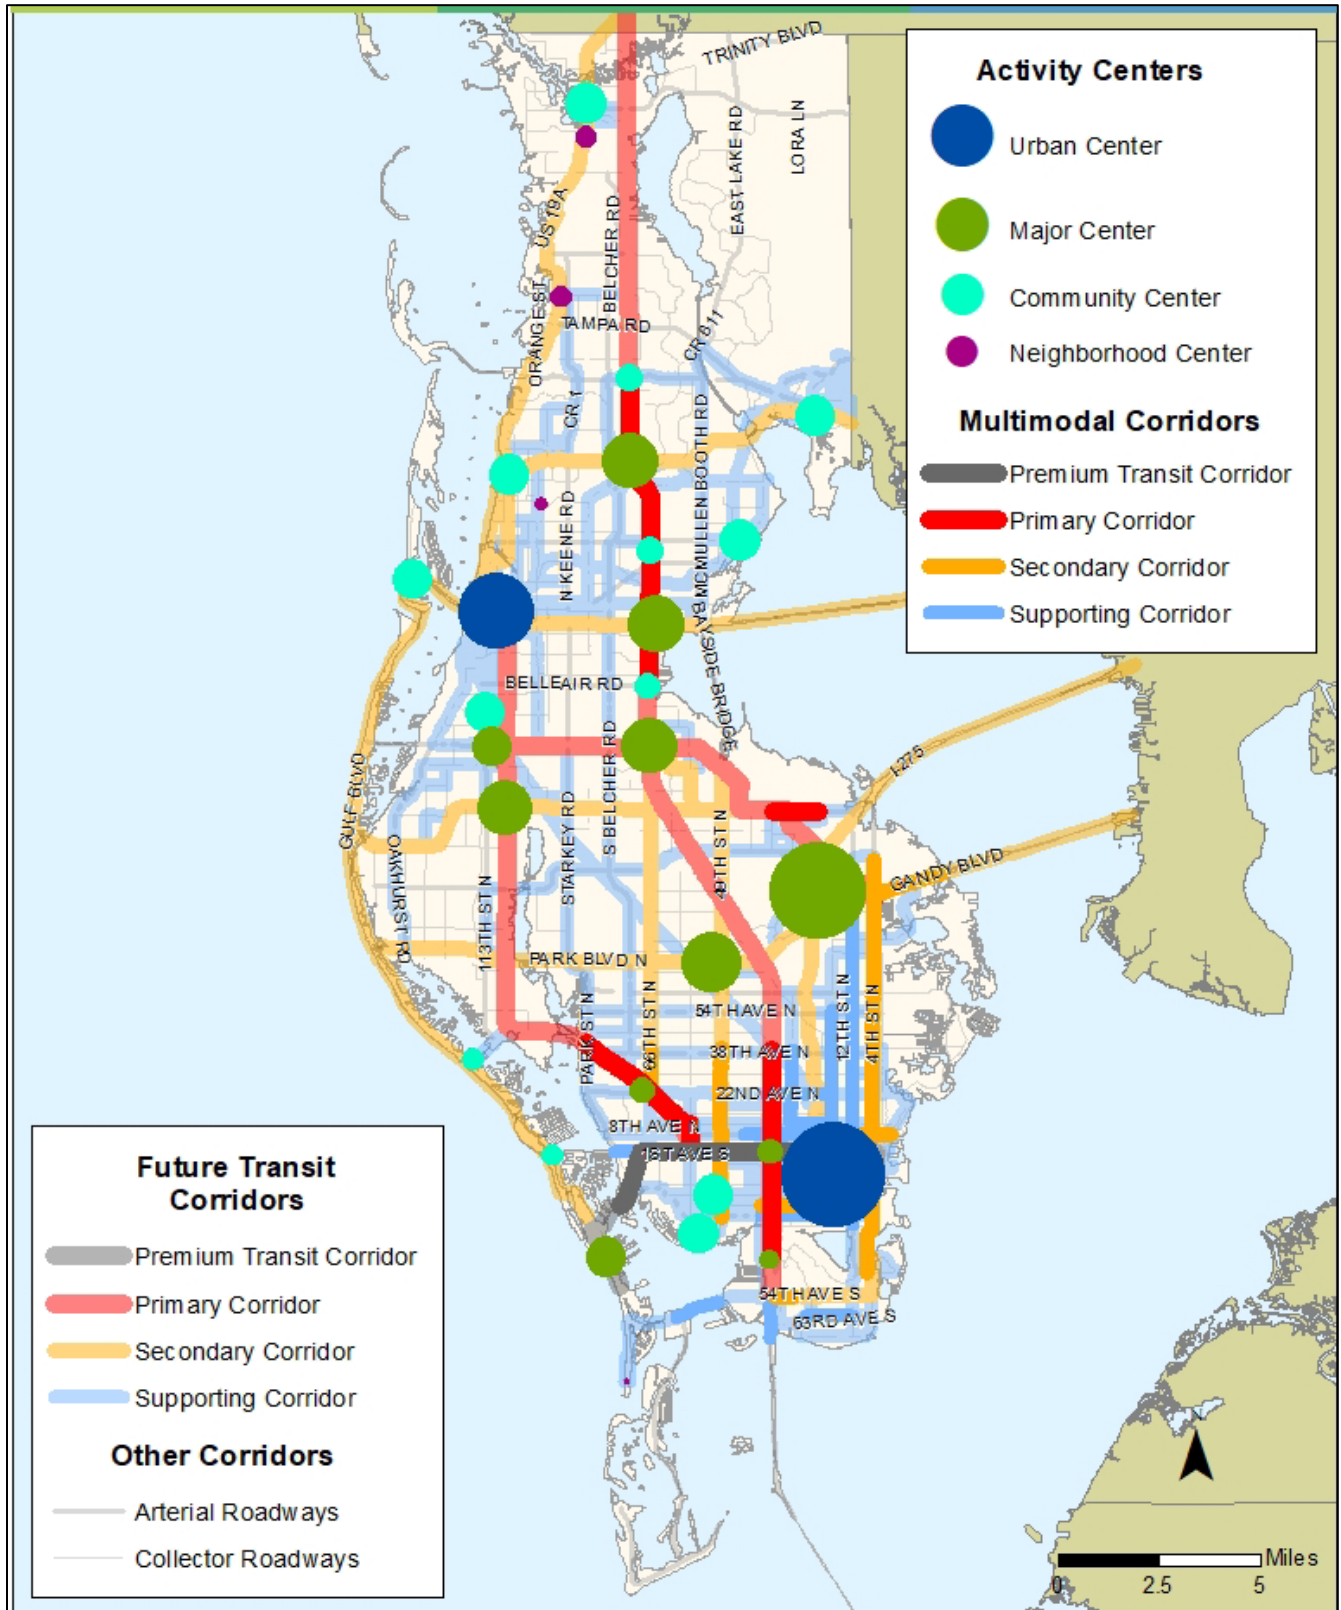 TRINITY BLVD
EAST LAKE RD
LORA LN
US 19A
BELCHER RD
ORANGE ST
TAMPA RD
CR 611
CR 1
N KEENE RD
MCMULLEN BOOTH RD
BAYSIDE BRIDGE
BELLEAIR RD
S BELCHER RD
GULF BLVD
I-275
STARKEY RD
49TH ST N
OAKHURST RD
GANDY BLVD
113TH ST N
PARK BLVD N
PARK ST N
66TH ST N
54TH AVE N
12TH ST N
4TH ST N
38TH AVE N
22ND AVE N
8TH AVE N
1ST AVE S
54TH AVE S
63RD AVE S
Activity Centers
Urban Center
Major Center
Community Center
Neighborhood Center
Multimodal Corridors
Premium Transit Corridor
Primary Corridor
Secondary Corridor
Supporting Corridor
Future Transit
Corridors
Premium Transit Corridor
Primary Corridor
Secondary Corridor
Supporting Corridor
Other Corridors
Arterial Roadways
Collector Roadways
N
Miles
0 2.5 5